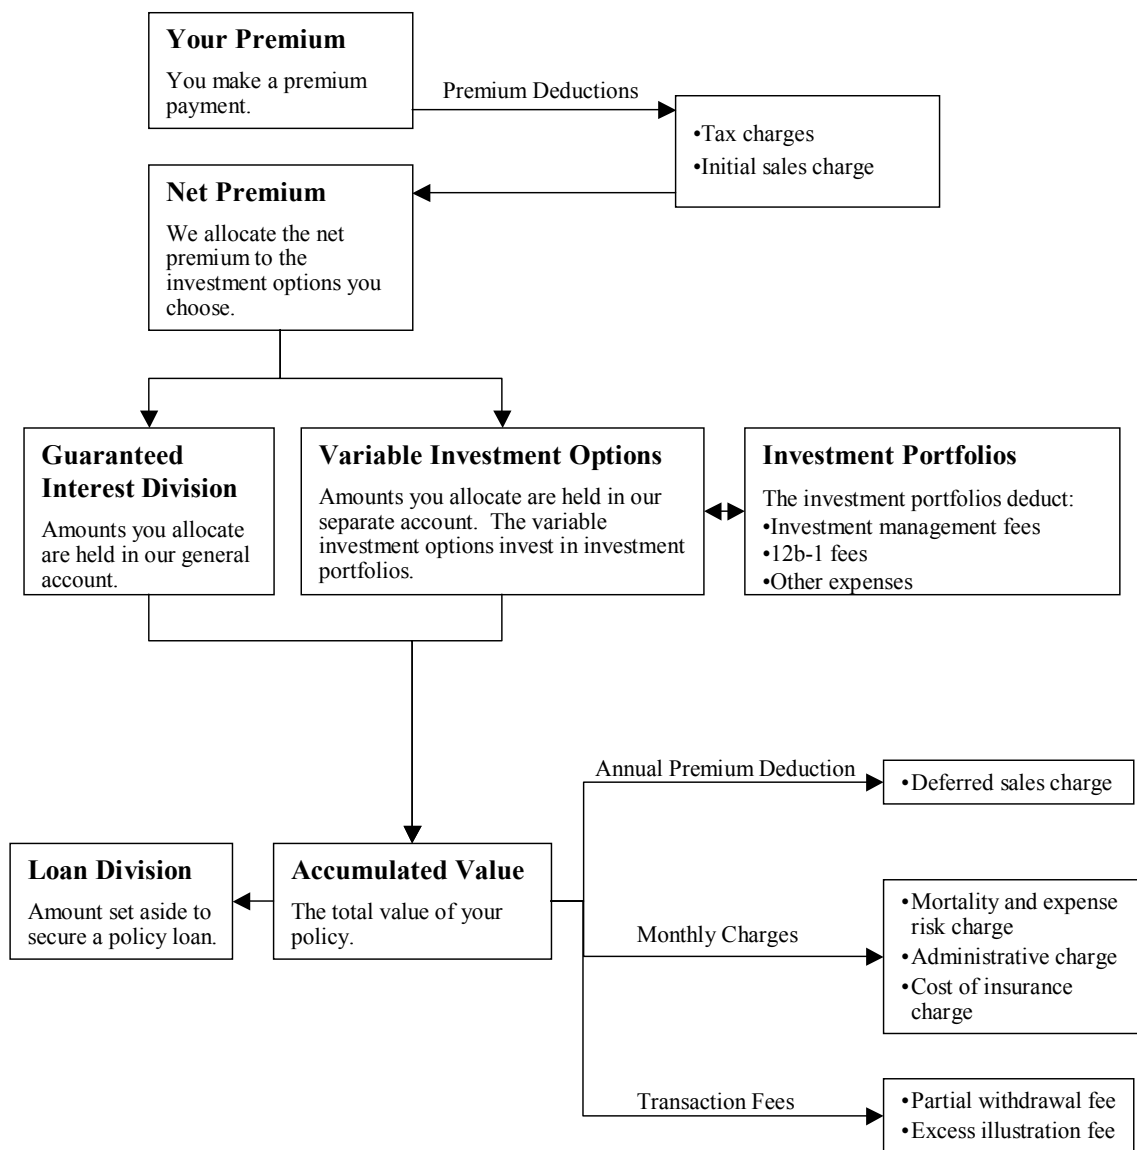 Your Premium
You make a premium
payment.
Premium Deductions
•Tax charges
•Initial sales charge
Net Premium
We allocate the net
premium to the
investment options you
choose.
Guaranteed
Interest Division
Amounts you allocate
are held in our general
account.
Variable Investment Options
Amounts you allocate are held in our
separate account.  The variable
investment options invest in investment
portfolios.
Investment Portfolios
The investment portfolios deduct:
•Investment management fees
•12b-1 fees
•Other expenses
Annual Premium Deduction
•Deferred sales charge
Loan Division
Amount set aside to
secure a policy loan.
Accumulated Value
The total value of your
policy.
Monthly Charges
•Mortality and expense
risk charge
•Administrative charge
•Cost of insurance
charge
Transaction Fees
•Partial withdrawal fee
•Excess illustration fee